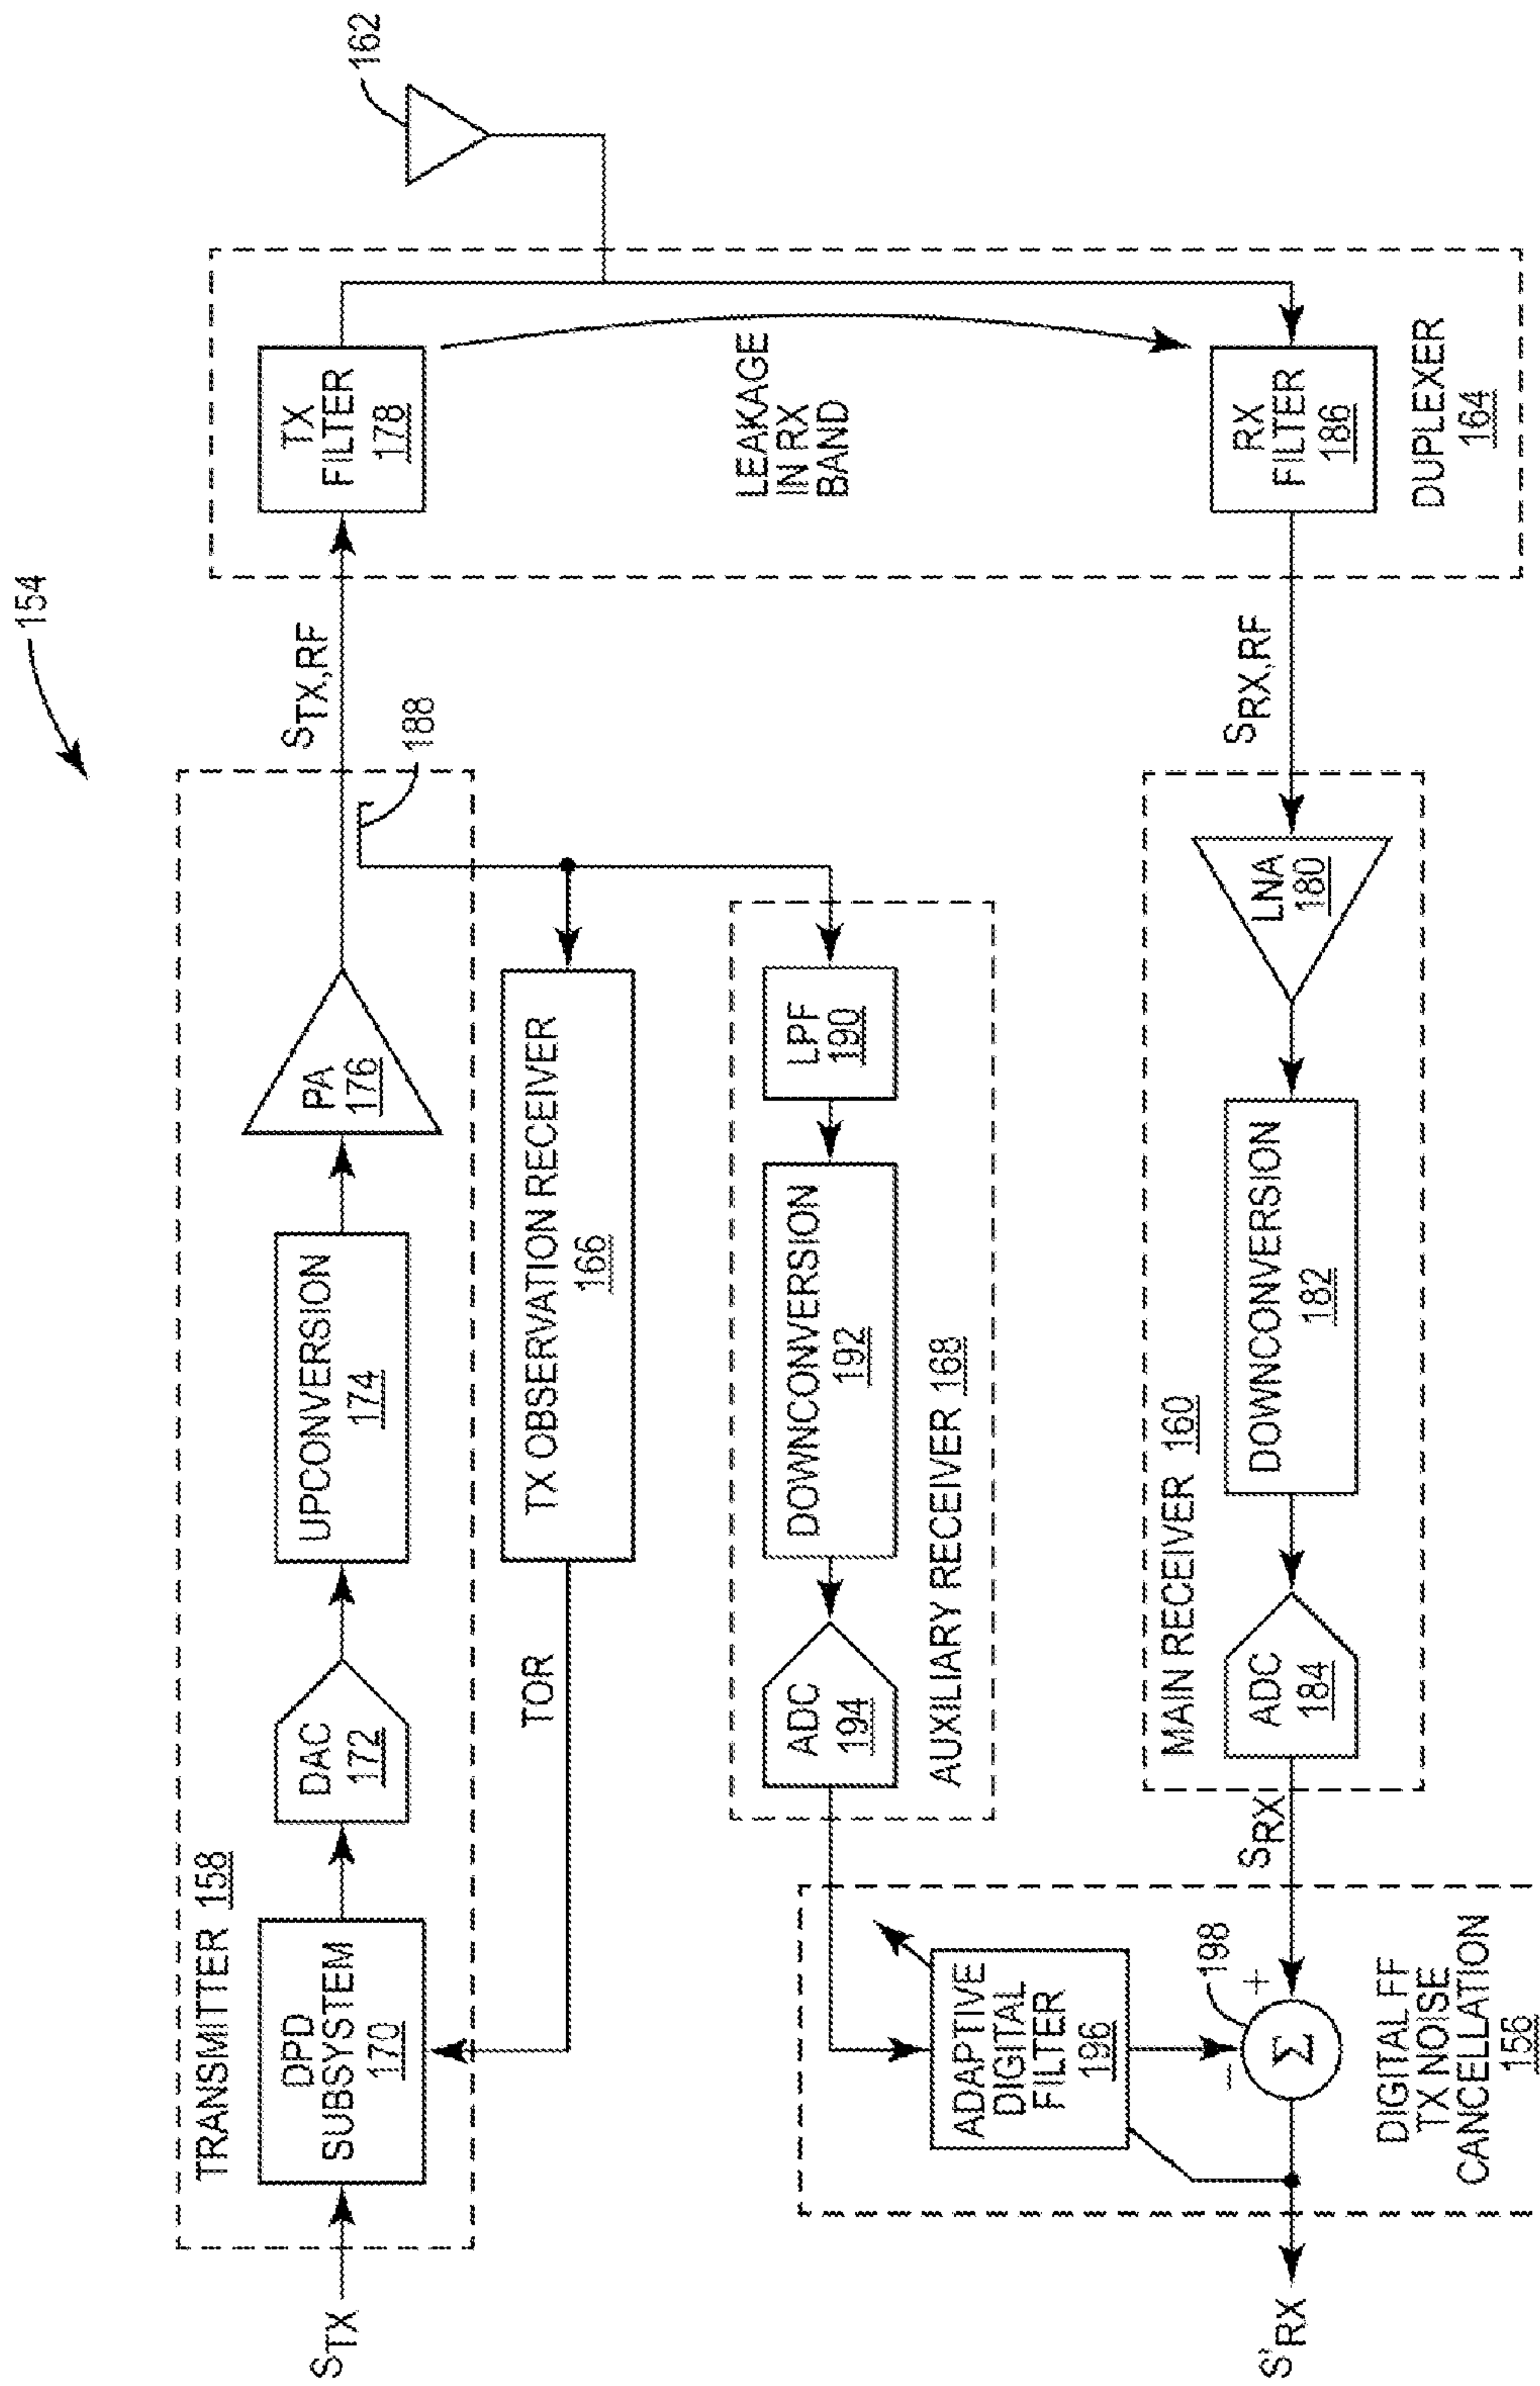 154
162
TRANSMITTER 158
STX
DPD
SUBSYSTEM
170
DAC
172
UPCONVERSION
174
PA
176
STX,RF
188
TX
FILTER
178
TOR
TX OBSERVATION RECEIVER
166
LEAKAGE
IN RX
BAND
ADC
194
DOWNCONVERSION
192
LPF
190
AUXILIARY RECEIVER 168
ADAPTIVE
DIGITAL
FILTER
196
198
–
+
Σ
S'RX
SRX
MAIN RECEIVER 160
ADC
184
DOWNCONVERSION
182
LNA
180
SRX,RF
RX
FILTER
186
DUPLEXER
164
DIGITAL FF
TX NOISE
CANCELLATION
156